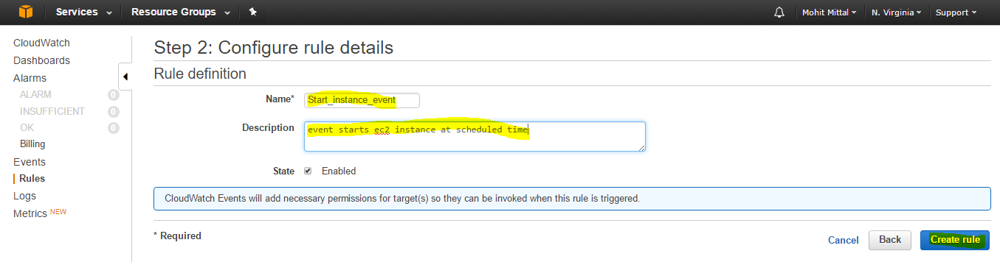 Services Resource Groups Mohit Mittal N. Virginia Support
CloudWatch
Dashboards
Alarms
ALARM 0
INSUFFICIENT 0
OK 0
Billing
Events
Rules
Logs
Metrics NEW
Step 2: Configure rule details
Rule definition
Name* Start_instance_event
Description event starts ec2 instance at scheduled time
State Enabled
CloudWatch Events will add necessary permissions for target(s) so they can be invoked when this rule is triggered.
* Required Cancel Back Create rule